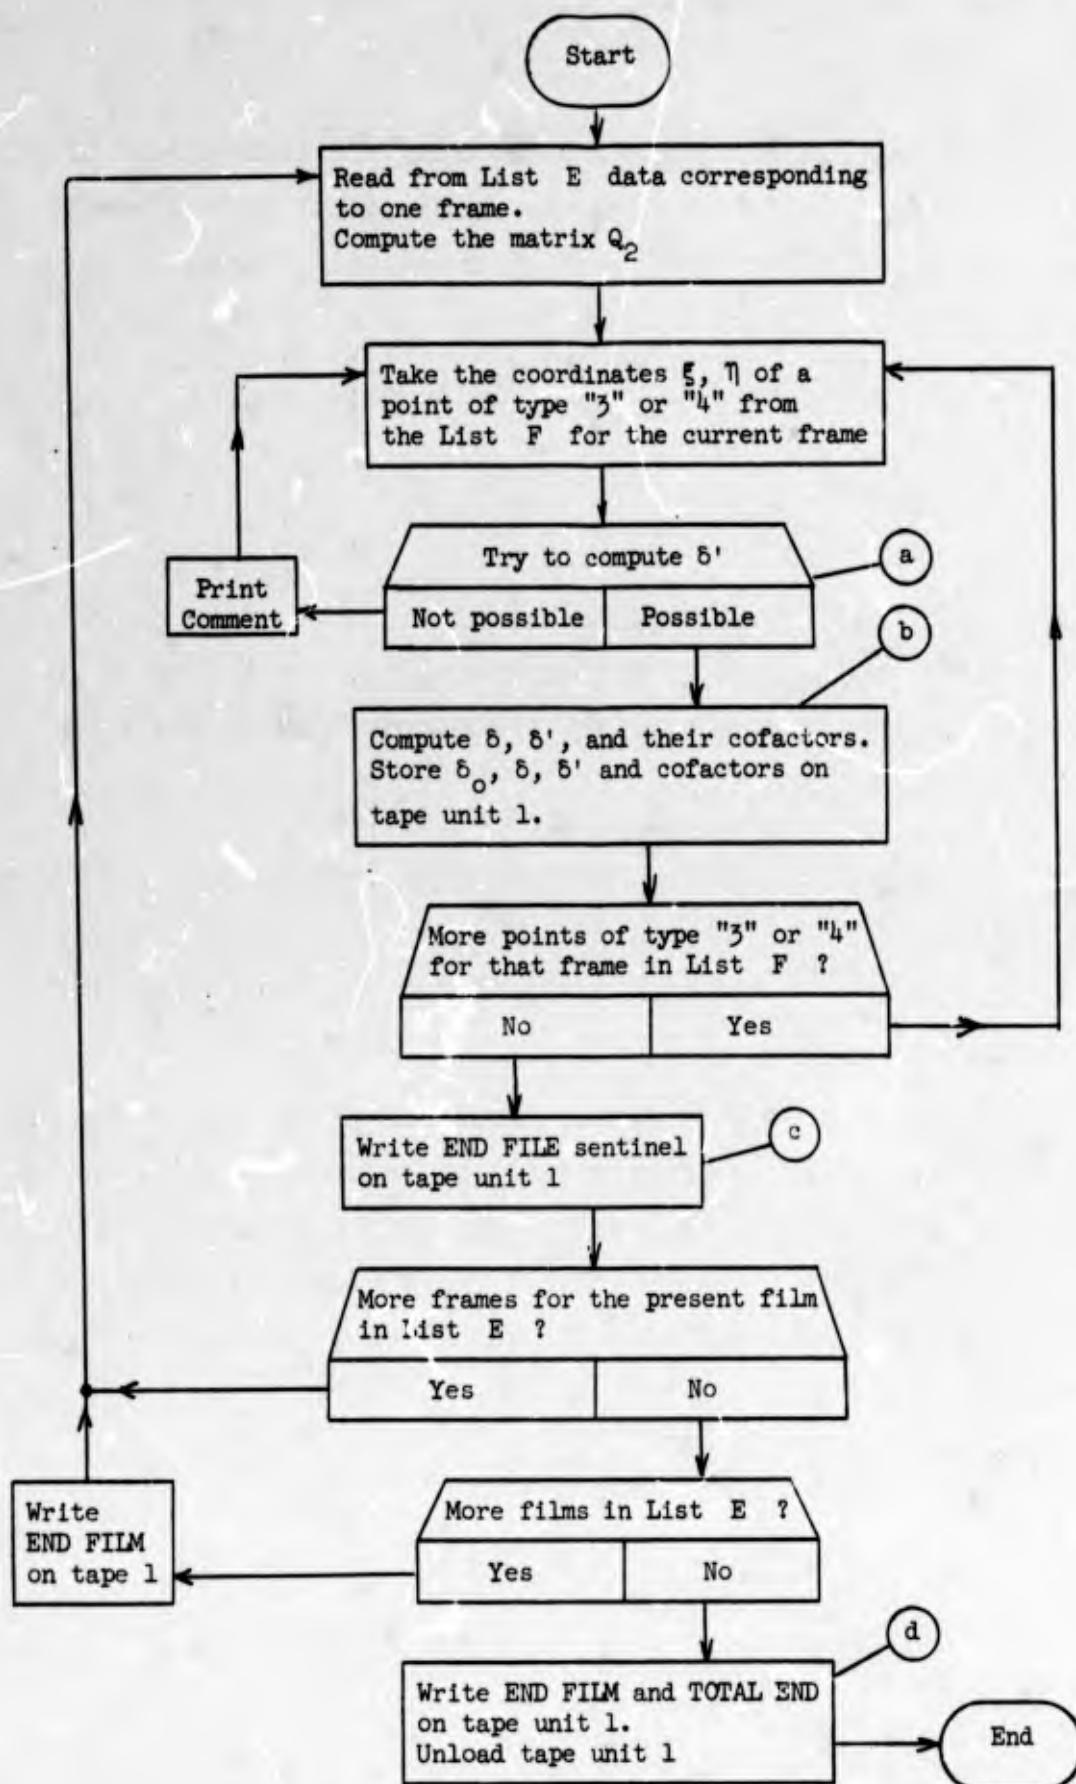 Start
Read from List E data corresponding
to one frame.
Compute the matrix Q₂
Take the coordinates ξ, η of a
point of type "3" or "4" from
the List F for the current frame
Try to compute δ'
a
Print
Comment
Not possible
Possible
b
Compute δ, δ', and their cofactors.
Store δₒ, δ, δ' and cofactors on
tape unit 1.
More points of type "3" or "4"
for that frame in List F ?
No
Yes
Write END FILE sentinel
on tape unit 1
c
More frames for the present film
in List E ?
Yes
No
Write
END FILM
on tape 1
More films in List E ?
Yes
No
d
Write END FILM and TOTAL END
on tape unit 1.
Unload tape unit 1
End